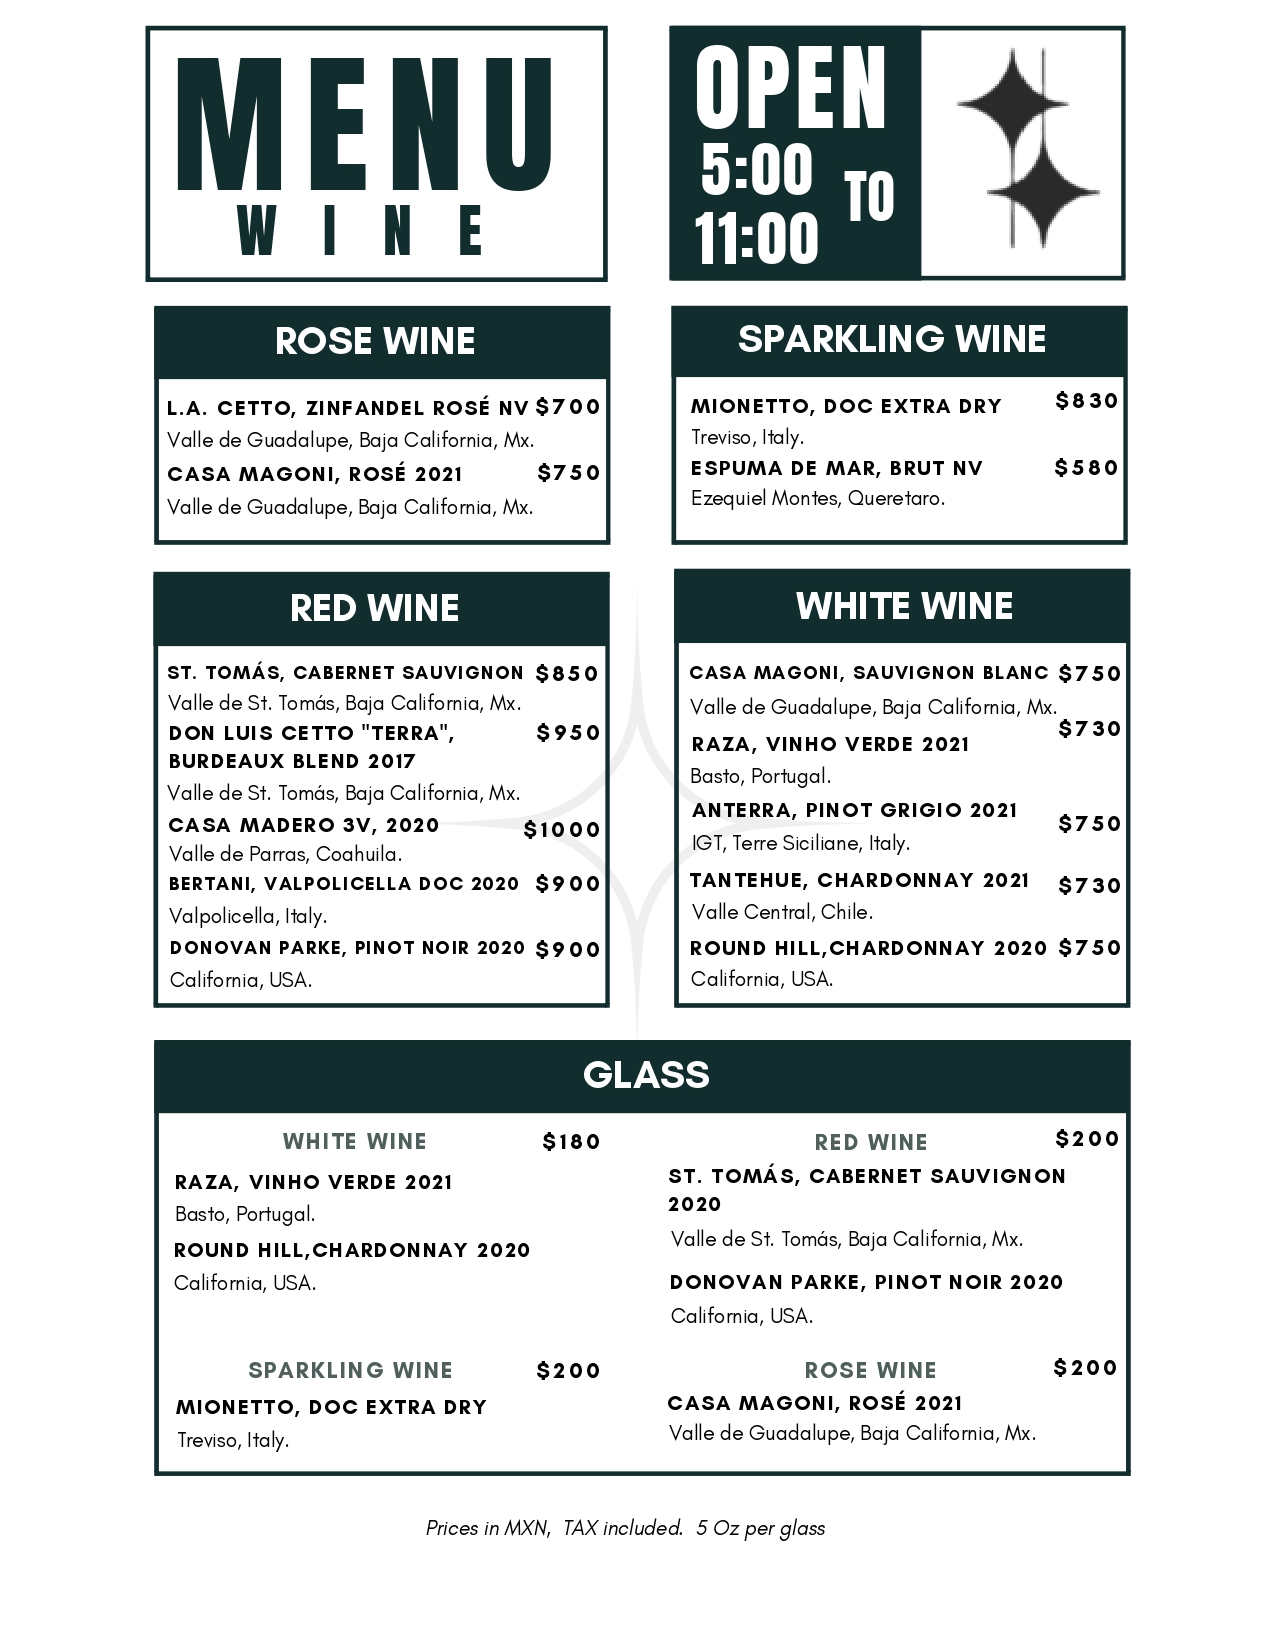 MENU
WINE
OPEN
5:00
TO
11:00
ROSE WINE
L.A. CETTO, ZINFANDEL ROSÉ NV $700
Valle de Guadalupe, Baja California, Mx.
CASA MAGONI, ROSÉ 2021 $750
Valle de Guadalupe, Baja California, Mx.
SPARKLING WINE
MIONETTO, DOC EXTRA DRY $830
Treviso, Italy.
ESPUMA DE MAR, BRUT NV $580
Ezequiel Montes, Queretaro.
RED WINE
ST. TOMÁS, CABERNET SAUVIGNON $850
Valle de St. Tomás, Baja California, Mx.
DON LUIS CETTO "TERRA", $950
BURDEAUX BLEND 2017
Valle de St. Tomás, Baja California, Mx.
CASA MADERO 3V, 2020 $1000
Valle de Parras, Coahuila.
BERTANI, VALPOLICELLA DOC 2020 $900
Valpolicella, Italy.
DONOVAN PARKE, PINOT NOIR 2020 $900
California, USA.
WHITE WINE
CASA MAGONI, SAUVIGNON BLANC $750
Valle de Guadalupe, Baja California, Mx.
RAZA, VINHO VERDE 2021 $730
Basto, Portugal.
ANTERRA, PINOT GRIGIO 2021 $750
IGT, Terre Siciliane, Italy.
TANTEHUE, CHARDONNAY 2021 $730
Valle Central, Chile.
ROUND HILL,CHARDONNAY 2020 $750
California, USA.
GLASS
WHITE WINE $180
RAZA, VINHO VERDE 2021
Basto, Portugal.
ROUND HILL,CHARDONNAY 2020
California, USA.
RED WINE $200
ST. TOMÁS, CABERNET SAUVIGNON
2020
Valle de St. Tomás, Baja California, Mx.
DONOVAN PARKE, PINOT NOIR 2020
California, USA.
SPARKLING WINE $200
MIONETTO, DOC EXTRA DRY
Treviso, Italy.
ROSE WINE $200
CASA MAGONI, ROSÉ 2021
Valle de Guadalupe, Baja California, Mx.
Prices in MXN, TAX included. 5 Oz per glass